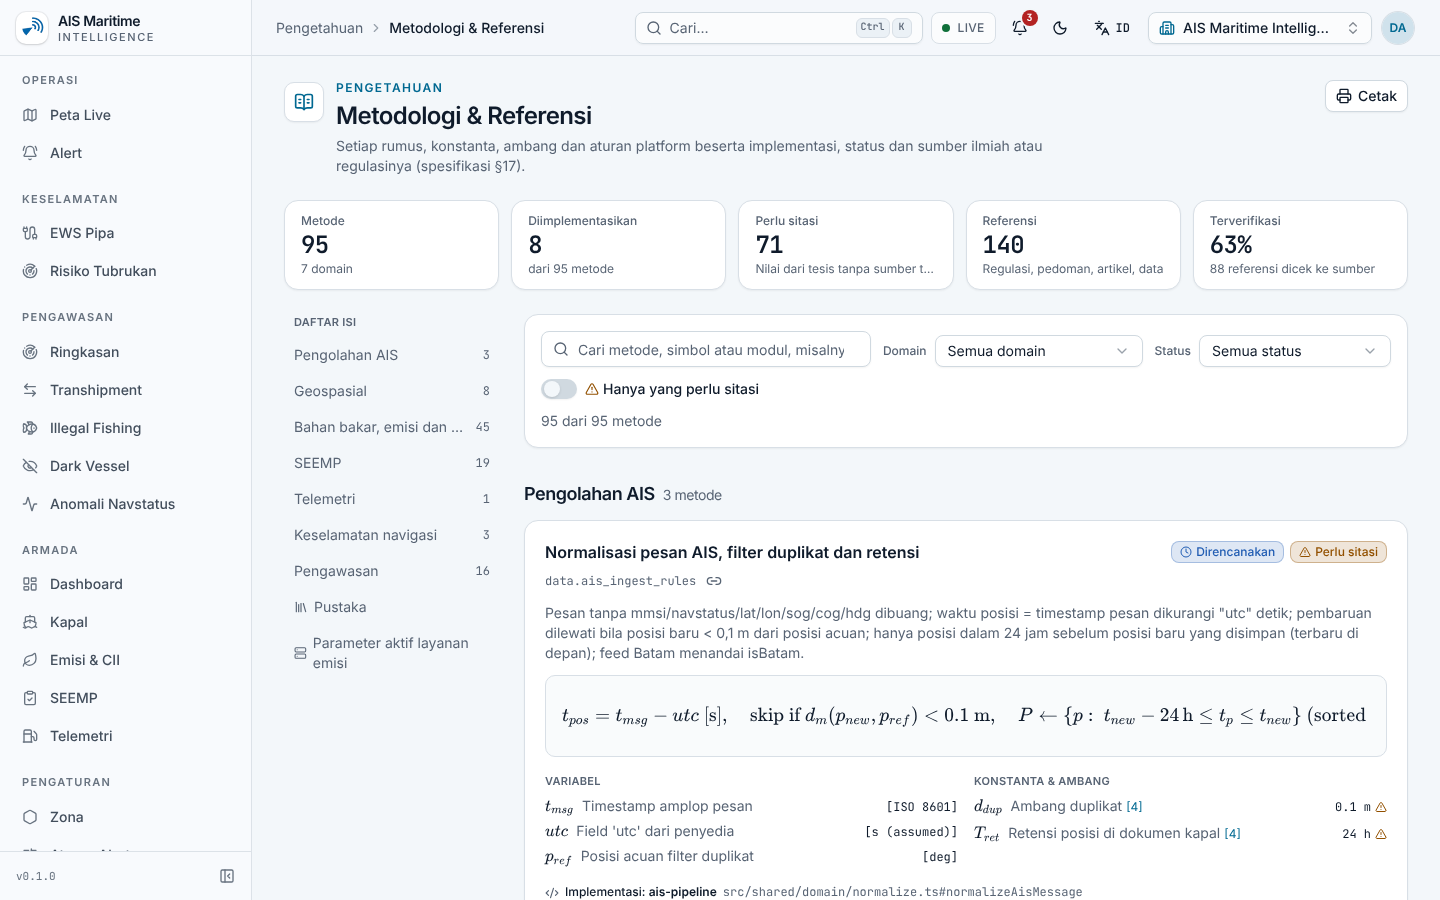 AIS Maritime
INTELLIGENCE
Pengetahuan > Metodologi & Referensi
Cari...
Ctrl K
LIVE
3
ID
AIS Maritime Intellig...
DA
OPERASI
Peta Live
Alert
KESELAMATAN
EWS Pipa
Risiko Tubrukan
PENGAWASAN
Ringkasan
Transhipment
Illegal Fishing
Dark Vessel
Anomali Navstatus
ARMADA
Dashboard
Kapal
Emisi & CII
SEEMP
Telemetri
PENGATURAN
Zona
v0.1.0
PENGETAHUAN
Metodologi & Referensi
Setiap rumus, konstanta, ambang dan aturan platform beserta implementasi, status dan sumber ilmiah atau
regulasinya (spesifikasi §17).
Cetak
Metode
95
7 domain
Diimplementasikan
8
dari 95 metode
Perlu sitasi
71
Nilai dari tesis tanpa sumber t...
Referensi
140
Regulasi, pedoman, artikel, data
Terverifikasi
63%
88 referensi dicek ke sumber
DAFTAR ISI
Pengolahan AIS 3
Geospasial 8
Bahan bakar, emisi dan ... 45
SEEMP 19
Telemetri 1
Keselamatan navigasi 3
Pengawasan 16
Pustaka
Parameter aktif layanan
emisi
Cari metode, simbol atau modul, misalny
Domain
Semua domain
Status
Semua status
Hanya yang perlu sitasi
95 dari 95 metode
Pengolahan AIS 3 metode
Normalisasi pesan AIS, filter duplikat dan retensi
Direncanakan
Perlu sitasi
data.ais_ingest_rules
Pesan tanpa mmsi/navstatus/lat/lon/sog/cog/hdg dibuang; waktu posisi = timestamp pesan dikurangi "utc" detik; pembaruan
dilewati bila posisi baru < 0,1 m dari posisi acuan; hanya posisi dalam 24 jam sebelum posisi baru yang disimpan (terbaru di
depan); feed Batam menandai isBatam.
t_pos = t_msg − utc [s], skip if d_m(p_new, p_ref) < 0.1 m, P ← {p : t_new − 24 h ≤ t_p ≤ t_new} (sorted
VARIABEL
t_msg Timestamp amplop pesan [ISO 8601]
utc Field 'utc' dari penyedia [s (assumed)]
p_ref Posisi acuan filter duplikat [deg]
KONSTANTA & AMBANG
d_dup Ambang duplikat [4] 0.1 m
T_ret Retensi posisi di dokumen kapal [4] 24 h
Implementasi: ais-pipeline src/shared/domain/normalize.ts#normalizeAisMessage